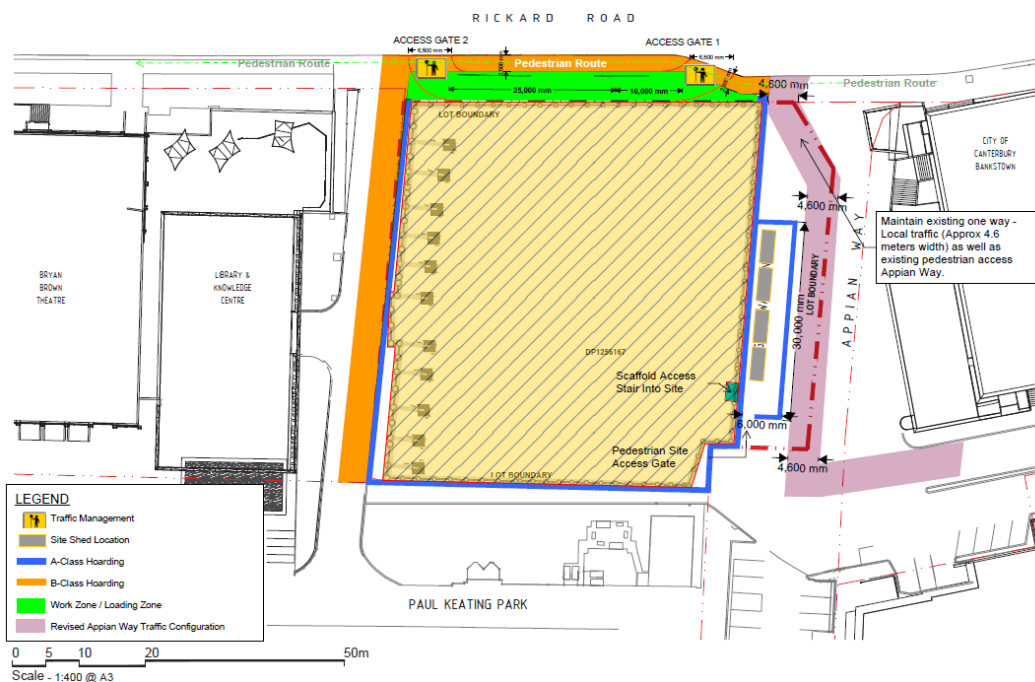 RICKARD ROAD
ACCESS GATE 2
ACCESS GATE 1
6,500 mm
6,500 mm
Pedestrian Route
Pedestrian Route
Pedestrian Route
25,000 mm
10,000 mm
4,600 mm
LOT BOUNDARY
CITY OF
CANTERBURY
BANKSTOWN
4,600 mm
Maintain existing one way -
Local traffic (Approx 4.6
meters width) as well as
existing pedestrian access
Appian Way.
BRYAN
BROWN
THEATRE
LIBRARY &
KNOWLEDGE
CENTRE
LOT BOUNDARY
30,000 mm
APPIAN WAY
DP1256167
Scaffold Access
Stair Into Site
6,000 mm
Pedestrian Site
Access Gate
4,600 mm
LOT BOUNDARY
LEGEND
Traffic Management
Site Shed Location
A-Class Hoarding
B-Class Hoarding
Work Zone / Loading Zone
Revised Appian Way Traffic Configuration
PAUL KEATING PARK
0 5 10 20 50m
Scale - 1:400 @ A3